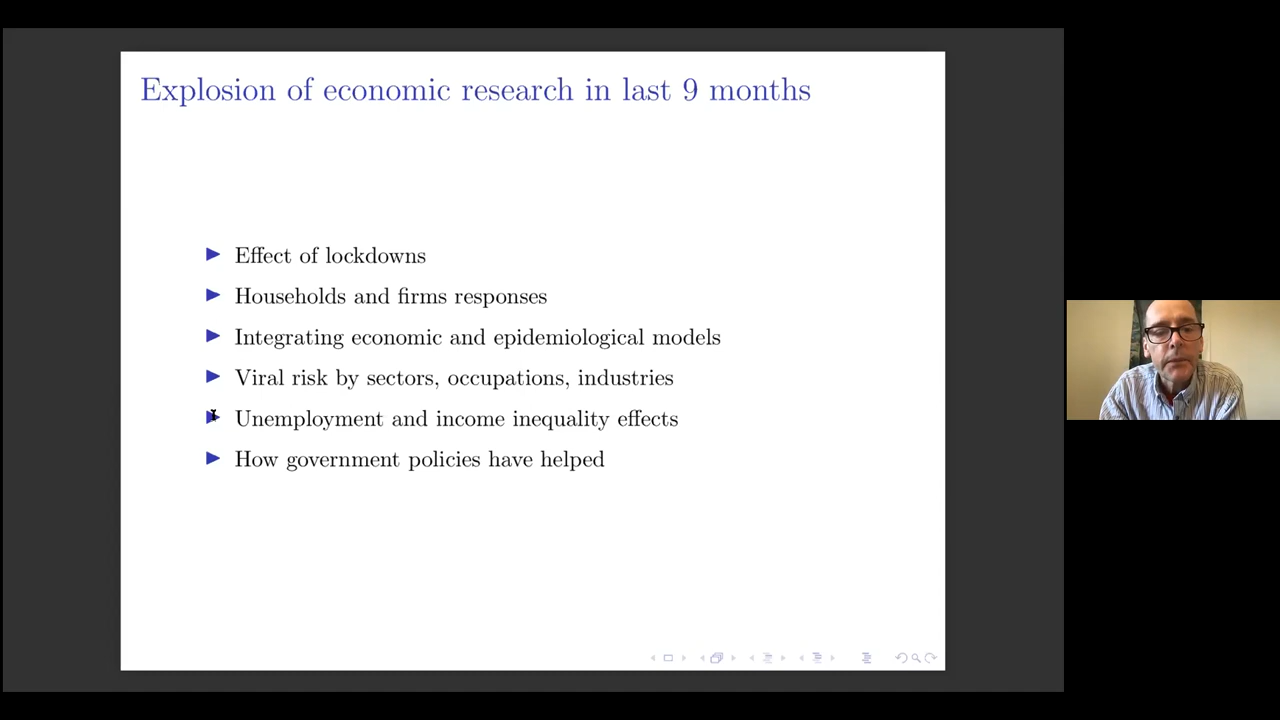 Explosion of economic research in last 9 months
Effect of lockdowns
Households and firms responses
Integrating economic and epidemiological models
Viral risk by sectors, occupations, industries
Unemployment and income inequality effects
How government policies have helped